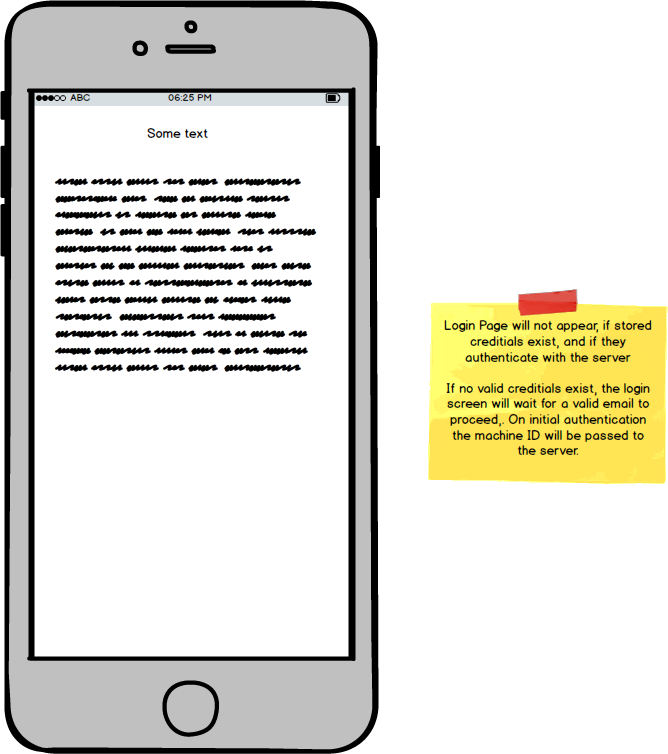 ABC 06:25 PM
Some text
Login Page will not appear, if stored
creditials exist, and if they
authenticate with the server
If no valid creditials exist, the login
screen will wait for a valid email to
proceed,. On initial authentication
the machine ID will be passed to
the server.